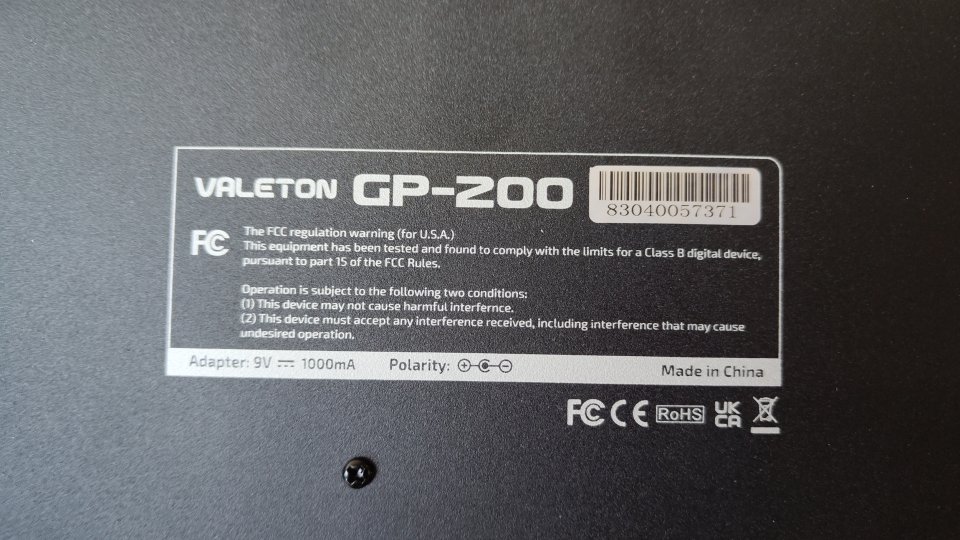 VALETON GP-200
83040057371
FC The FCC regulation warning (for U.S.A.)
This equipment has been tested and found to comply with the limits for a Class B digital device,
pursuant to part 15 of the FCC Rules.
Operation is subject to the following two conditions:
(1) This device may not cause harmful interfernce.
(2) This device must accept any interference received, including interference that may cause
undesired operation.
Adapter: 9V ⎓ 1000mA Polarity: Made in China
FC CE RoHS UK
CA